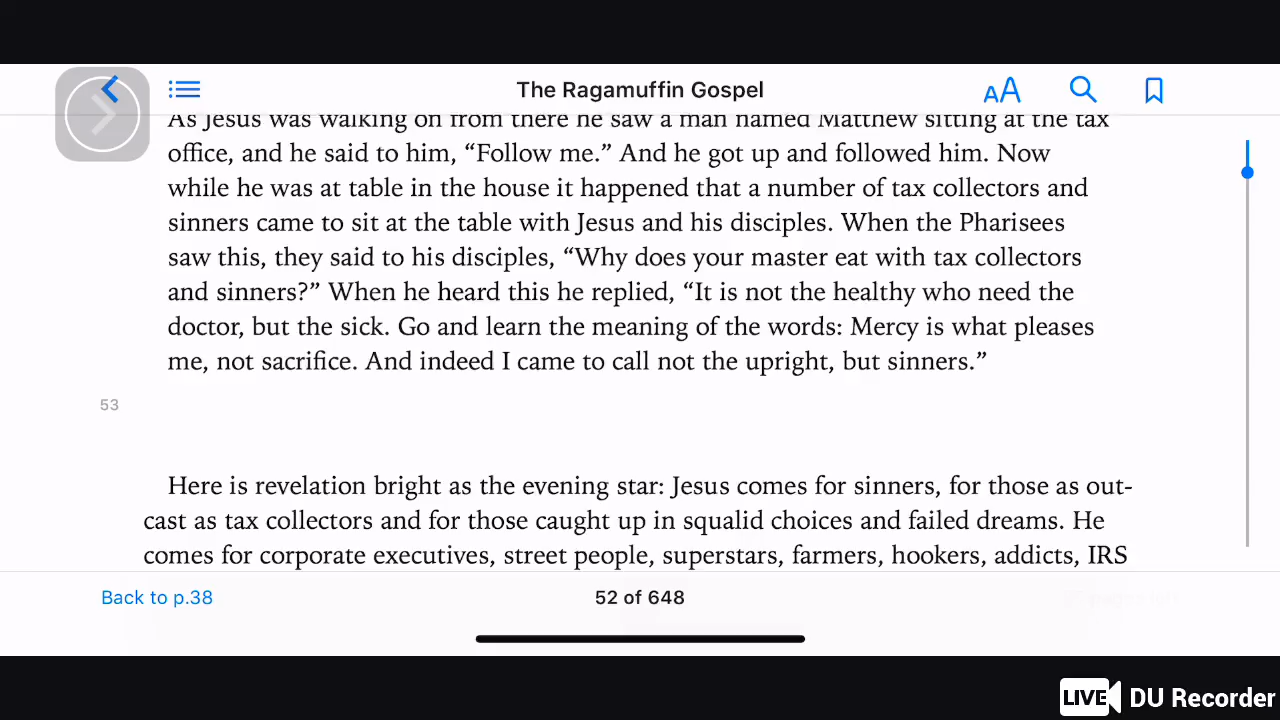 The Ragamuffin Gospel
AA
As Jesus was walking on from there he saw a man named Matthew sitting at the tax
office, and he said to him, “Follow me.” And he got up and followed him. Now
while he was at table in the house it happened that a number of tax collectors and
sinners came to sit at the table with Jesus and his disciples. When the Pharisees
saw this, they said to his disciples, “Why does your master eat with tax collectors
and sinners?” When he heard this he replied, “It is not the healthy who need the
doctor, but the sick. Go and learn the meaning of the words: Mercy is what pleases
me, not sacrifice. And indeed I came to call not the upright, but sinners.”
53
Here is revelation bright as the evening star: Jesus comes for sinners, for those as out-
cast as tax collectors and for those caught up in squalid choices and failed dreams. He
comes for corporate executives, street people, superstars, farmers, hookers, addicts, IRS
Back to p.38
52 of 648
LIVE DU Recorder